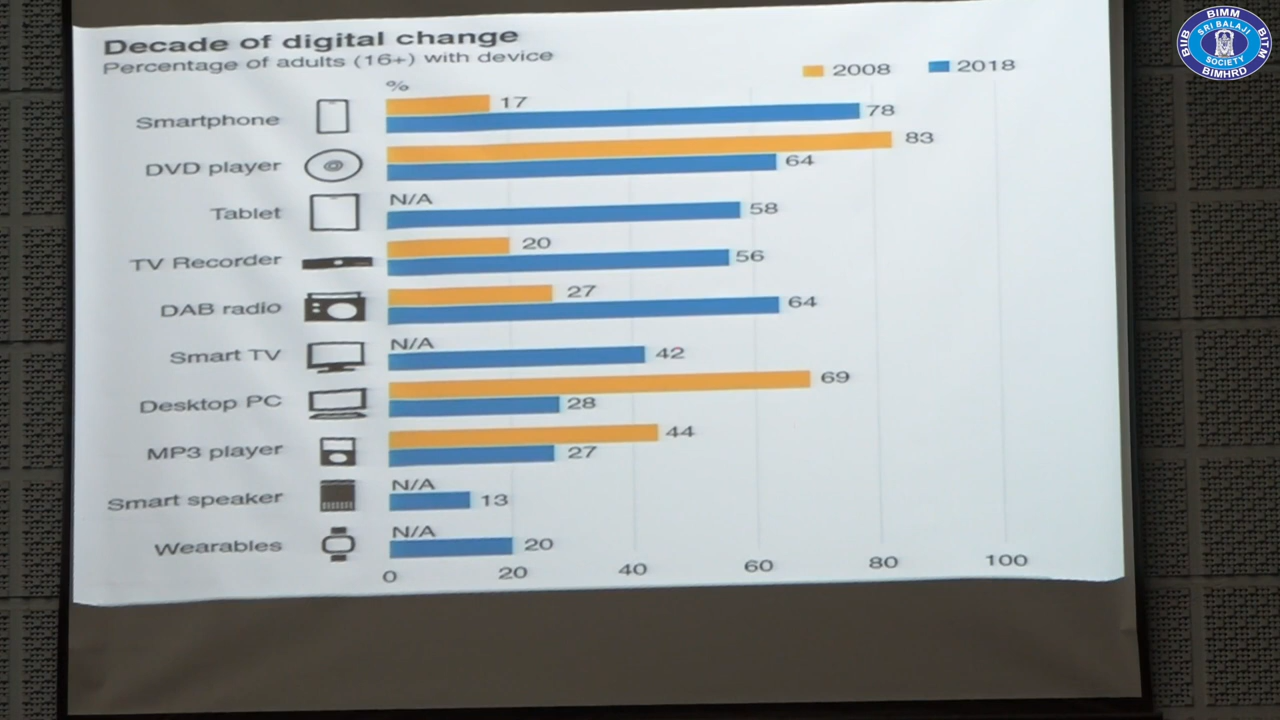 Decade of digital change
Percentage of adults (16+) with device
2008 2018
%
Smartphone 17 78
DVD player 83 64
Tablet N/A 58
TV Recorder 20 56
DAB radio 27 64
Smart TV N/A 42
Desktop PC 69 28
MP3 player 44 27
Smart speaker N/A 13
Wearables N/A 20
0 20 40 60 80 100
BIMM
BIIB
SRI BALAJI
SOCIETY
BITM
BIMHRD